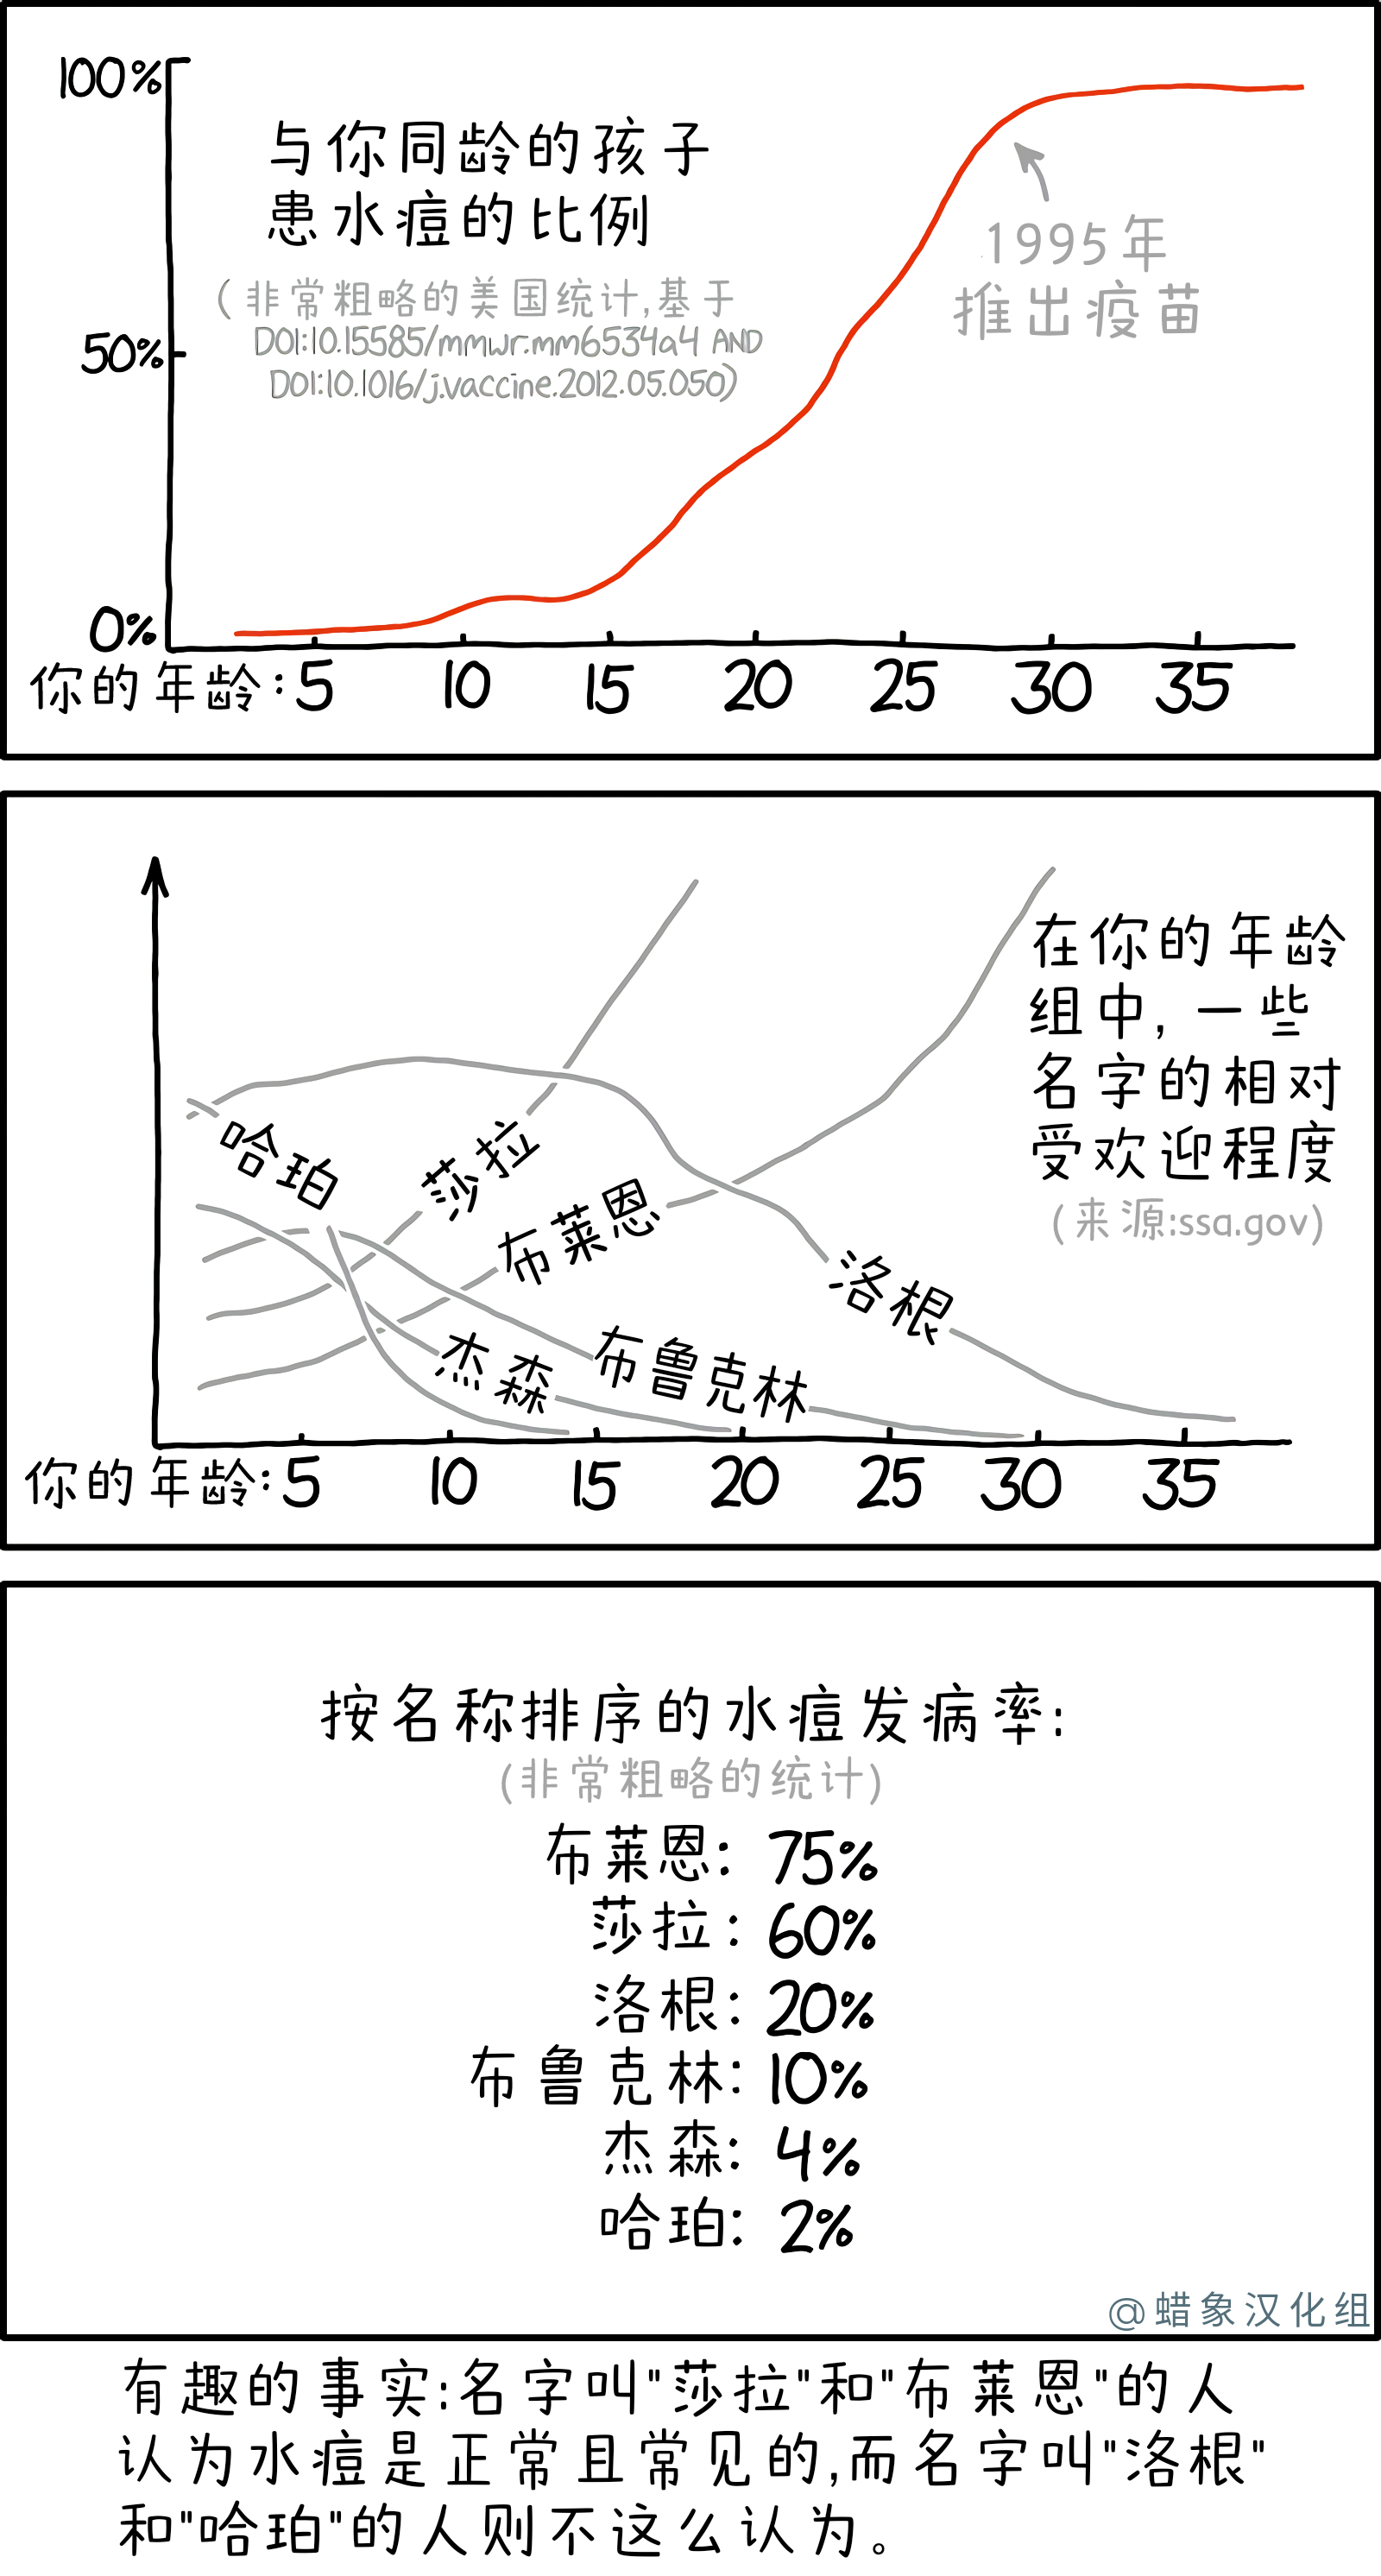 100%
与你同龄的孩子
患水痘的比例
(非常粗略的美国统计,基于
DOI:10.15585/mmwr.mm6534a4 AND
DOI:10.1016/j.vaccine.2012.05.050)
1995年
推出疫苗
50%
0%
你的年龄: 5 10 15 20 25 30 35
在你的年龄
组中, 一些
名字的相对
受欢迎程度
(来源:ssa.gov)
哈珀
莎拉
布莱恩
洛根
杰森
布鲁克林
你的年龄: 5 10 15 20 25 30 35
按名称排序的水痘发病率:
(非常粗略的统计)
布莱恩: 75%
莎拉: 60%
洛根: 20%
布鲁克林: 10%
杰森: 4%
哈珀: 2%
@蜡象汉化组
有趣的事实:名字叫"莎拉"和"布莱恩"的人
认为水痘是正常且常见的,而名字叫"洛根"
和"哈珀"的人则不这么认为。